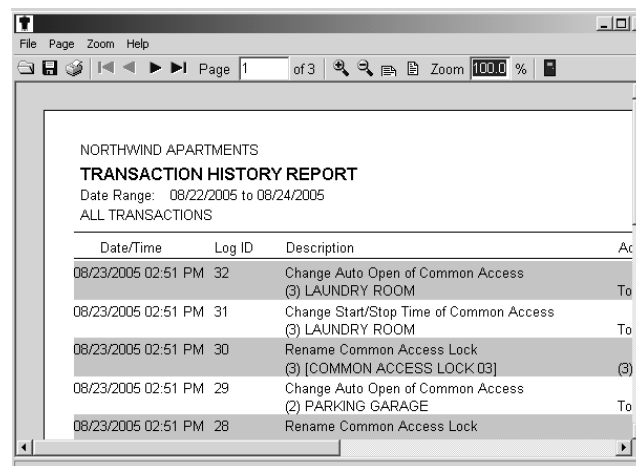 File Page Zoom Help
Page 1 of 3 Zoom 100.0 %
NORTHWIND APARTMENTS
TRANSACTION HISTORY REPORT
Date Range: 08/22/2005 to 08/24/2005
ALL TRANSACTIONS
Date/Time Log ID Description Ac
08/23/2005 02:51 PM 32 Change Auto Open of Common Access
(3) LAUNDRY ROOM To
08/23/2005 02:51 PM 31 Change Start/Stop Time of Common Access
(3) LAUNDRY ROOM To
08/23/2005 02:51 PM 30 Rename Common Access Lock
(3) [COMMON ACCESS LOCK 03] (3)
08/23/2005 02:51 PM 29 Change Auto Open of Common Access
(2) PARKING GARAGE To
08/23/2005 02:51 PM 28 Rename Common Access Lock